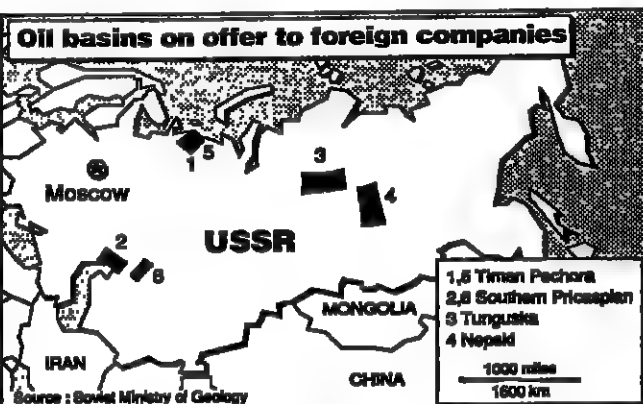 Oil basins on offer to foreign companies
5
1
3
4
Moscow
USSR
2
6
MONGOLIA
IRAN
CHINA
1,5 Timan Pechora
2,6 Southern Pricaspian
3 Tunguska
4 Nepski
1000 miles
1600 km
Source : Soviet Ministry of Geology